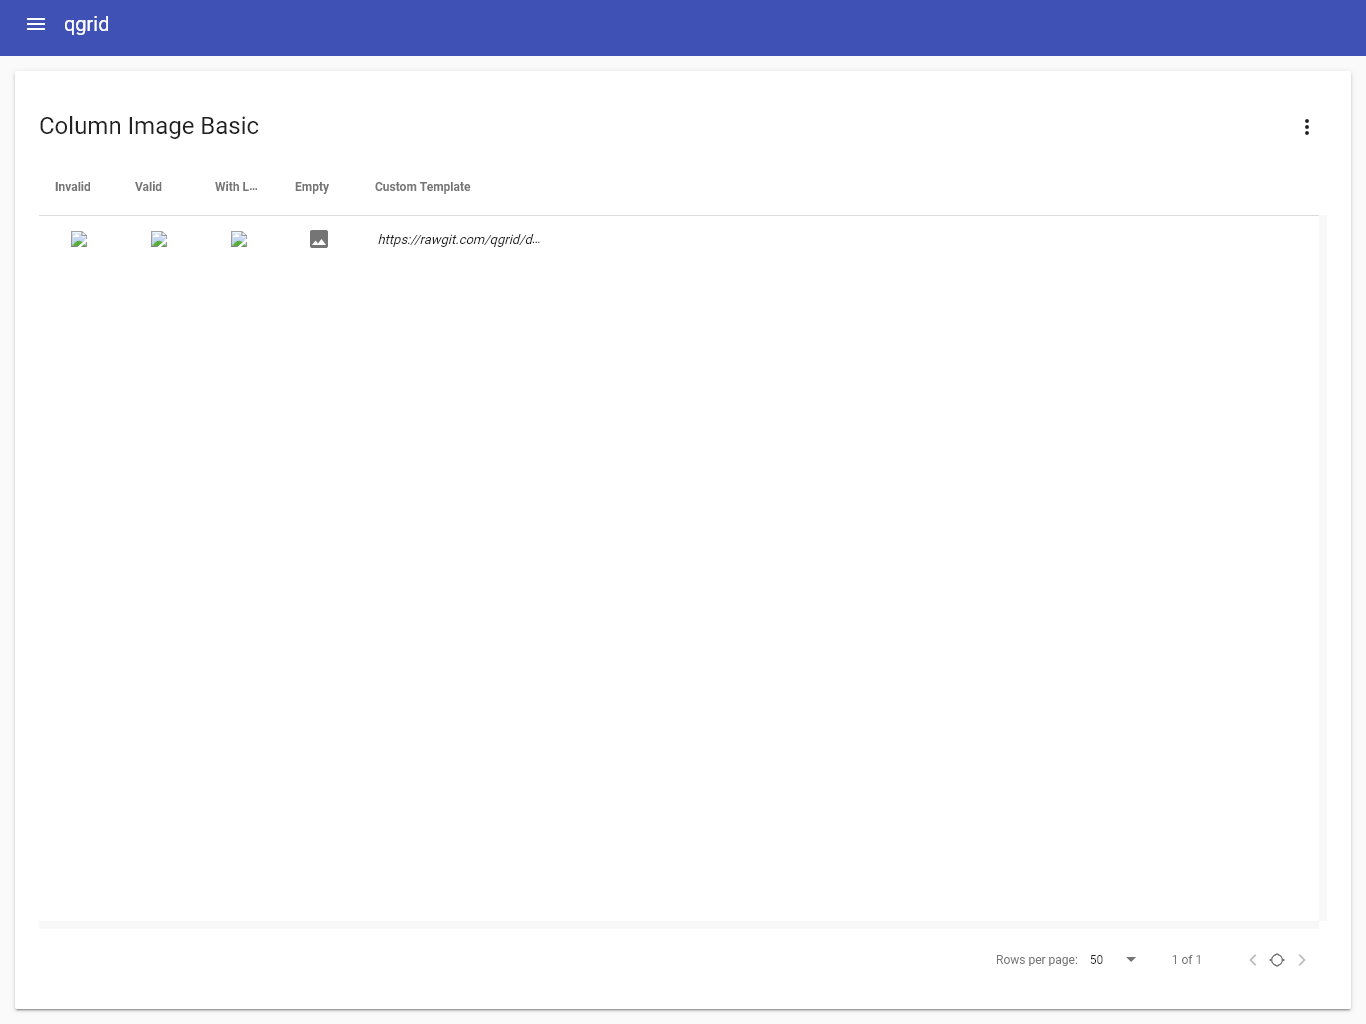 qgrid
Column Image Basic
Invalid Valid With L... Empty Custom Template
https://rawgit.com/qgrid/d...
Rows per page: 50 1 of 1